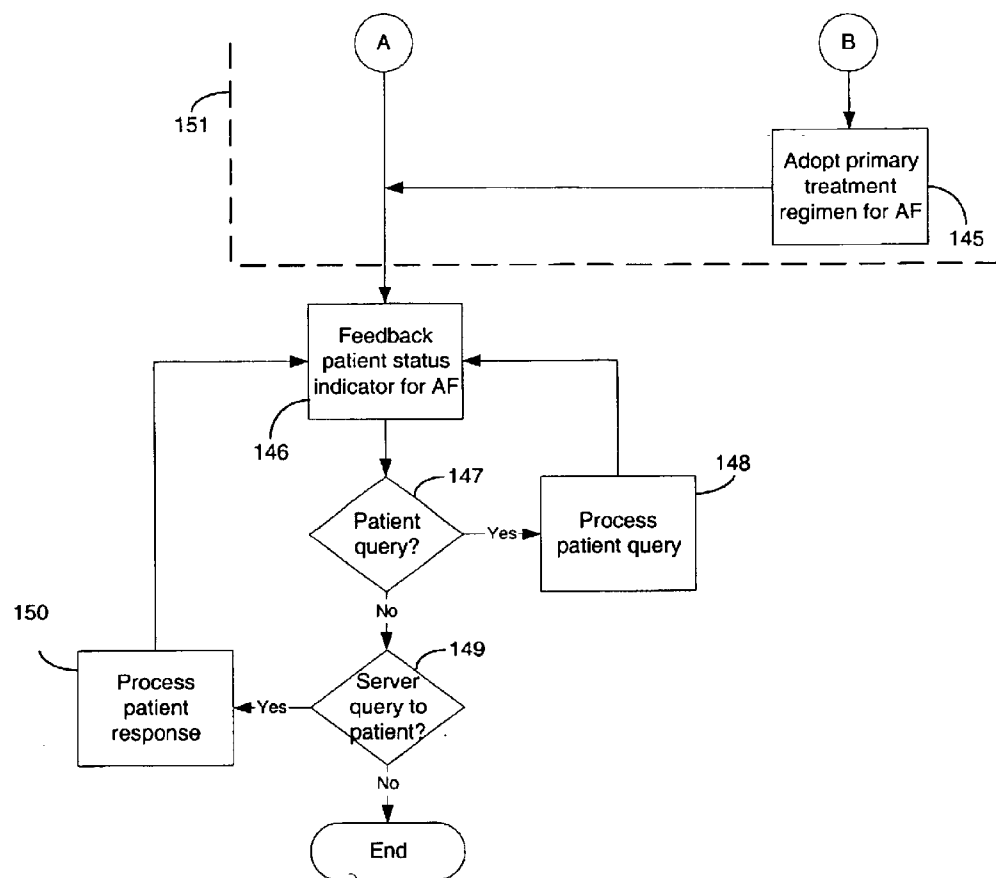 A
B
151
Adopt primary
treatment
regimen for AF
145
Feedback
patient status
indicator for AF
146
147
148
Patient
query?
Yes
Process
patient query
No
150
149
Process
patient
response
Yes
Server
query to
patient?
No
End